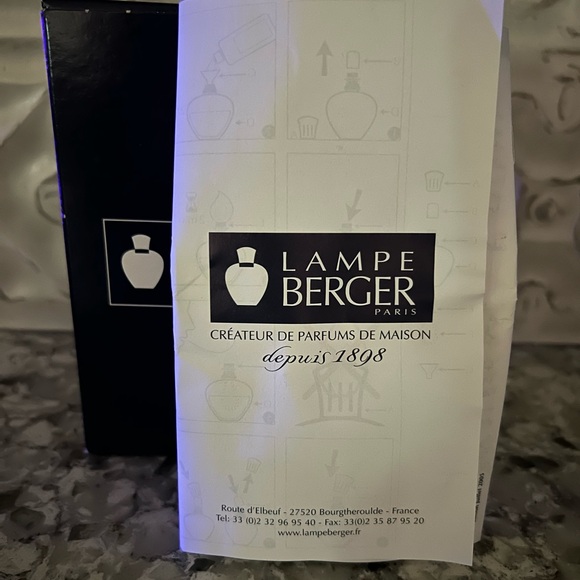 LAMPE
BERGER
PARIS
CRÉATEUR DE PARFUMS DE MAISON
depuis 1898
Route d'Elbeuf - 27520 Bourgtheroulde - France
Tel: 33 (0)2 32 96 95 40 - Fax: 33(0)2 35 87 95 20
www.lampeberger.fr